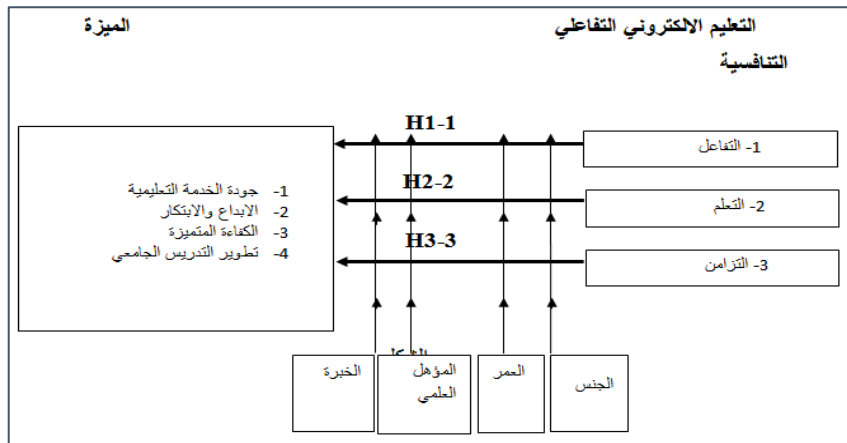 التعليم الالكتروني التفاعلي
الميزة
التنافسية
H1-1
1- التفاعل
H2-2
2- التعلم
H3-3
3- التزامن
1- جودة الخدمة التعليمية
2- الابداع والابتكار
3- الكفاءة المتميزة
4- تطوير التدريس الجامعي
الجنس
العمر
المؤهل
العلمي
الخبرة